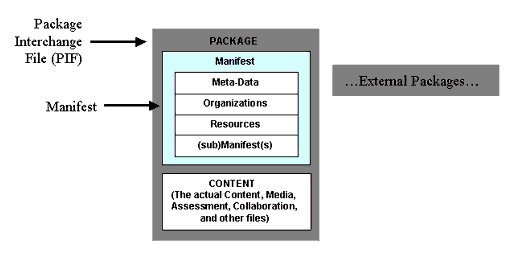 Package
Interchange
File (PIF)
Manifest
PACKAGE
Manifest
Meta-Data
Organizations
Resources
(sub)Manifest(s)
CONTENT
(The actual Content, Media,
Assessment, Collaboration,
and other files)
…External Packages…